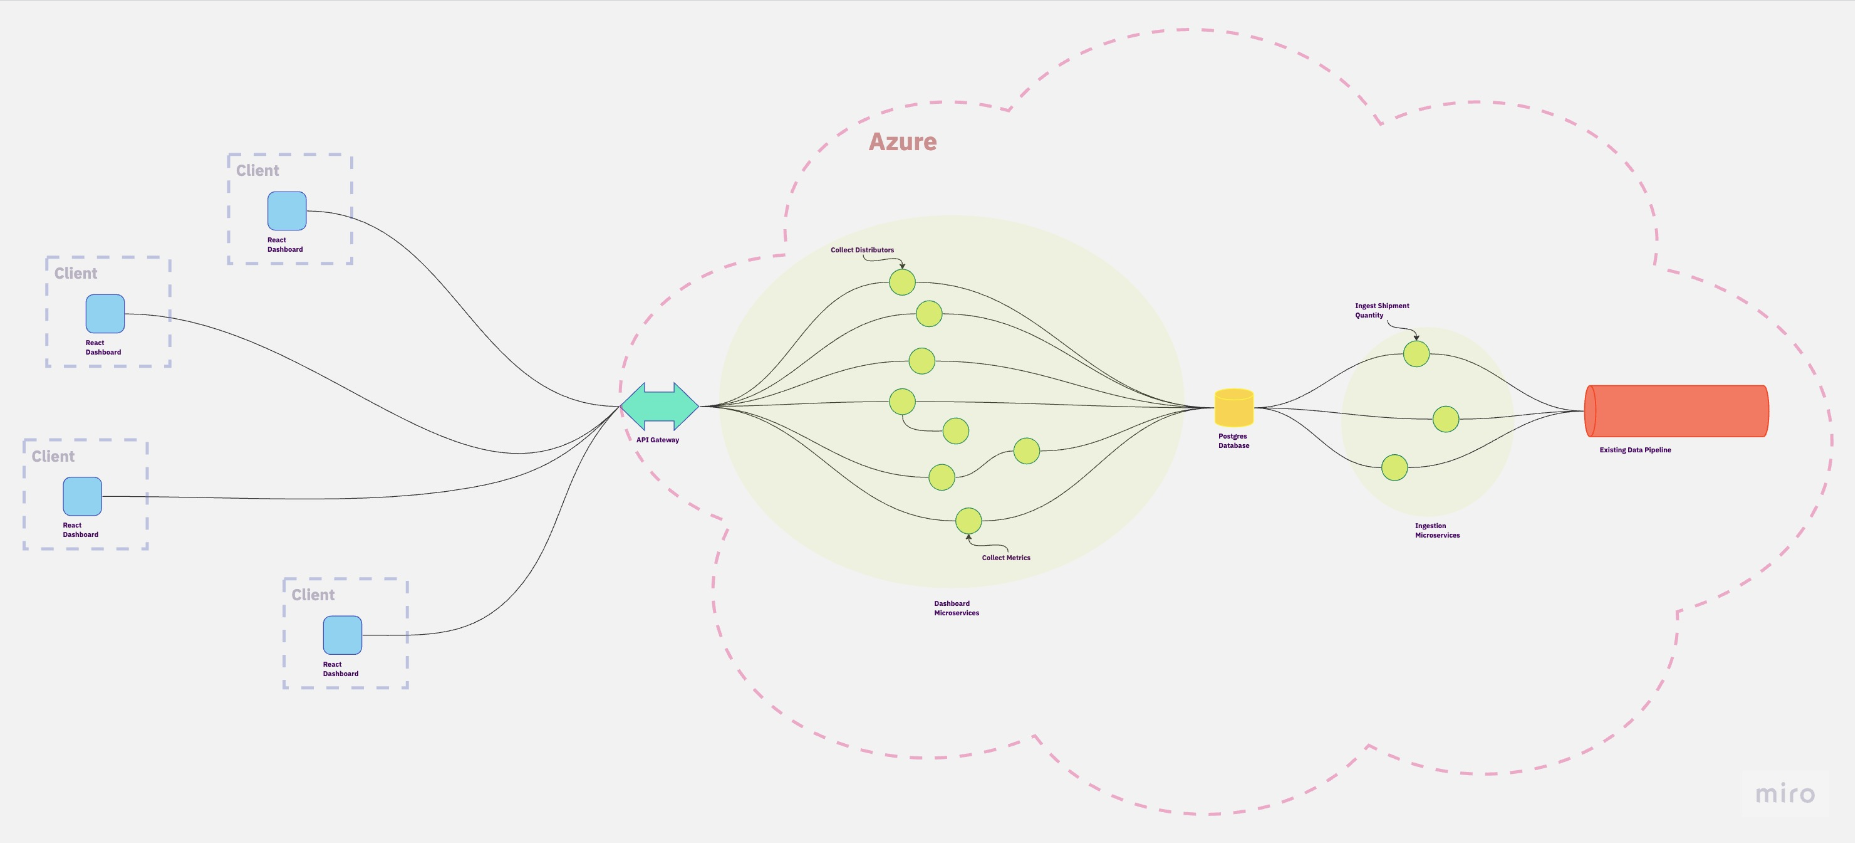 Azure
Client
React
Dashboard
Client
React
Dashboard
Client
React
Dashboard
Client
React
Dashboard
API Gateway
Collect Distributors
Collect Metrics
Dashboard
Microservices
Postgres
Database
Ingest Shipment
Quantity
Ingestion
Microservices
Existing Data Pipeline
miro